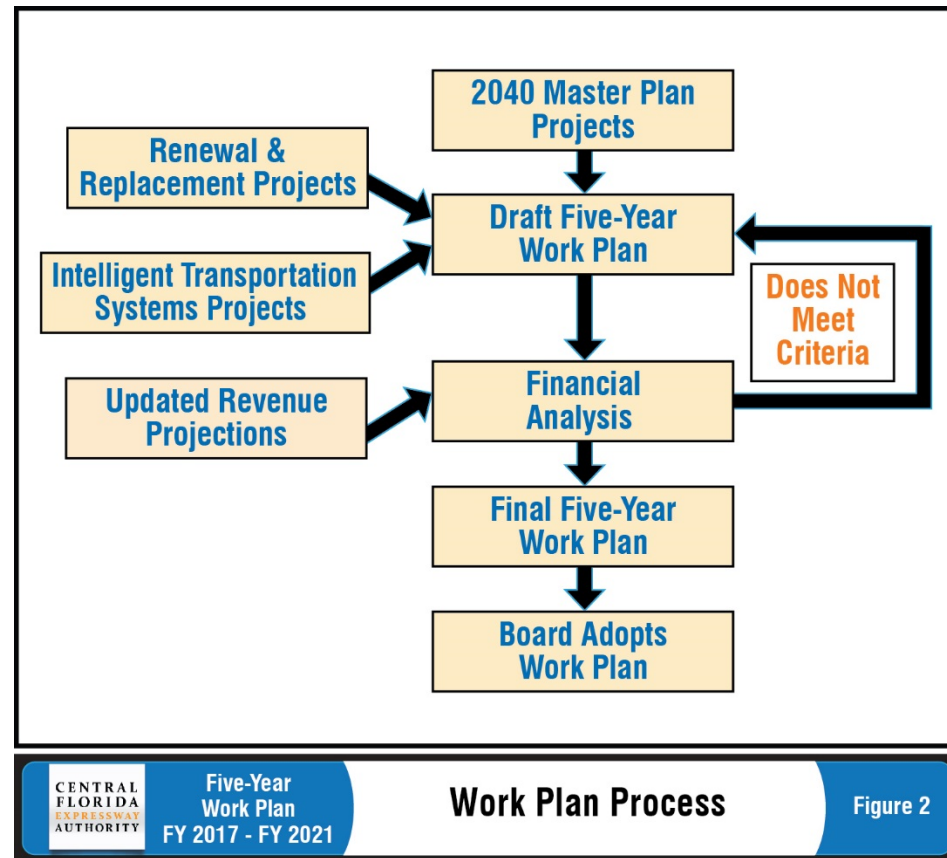 2040 Master Plan
Projects
Renewal &
Replacement Projects
Draft Five-Year
Work Plan
Intelligent Transportation
Systems Projects
Does Not
Meet
Criteria
Updated Revenue
Projections
Financial
Analysis
Final Five-Year
Work Plan
Board Adopts
Work Plan
CENTRAL
FLORIDA
EXPRESSWAY
AUTHORITY
Five-Year
Work Plan
FY 2017 - FY 2021
Work Plan Process
Figure 2